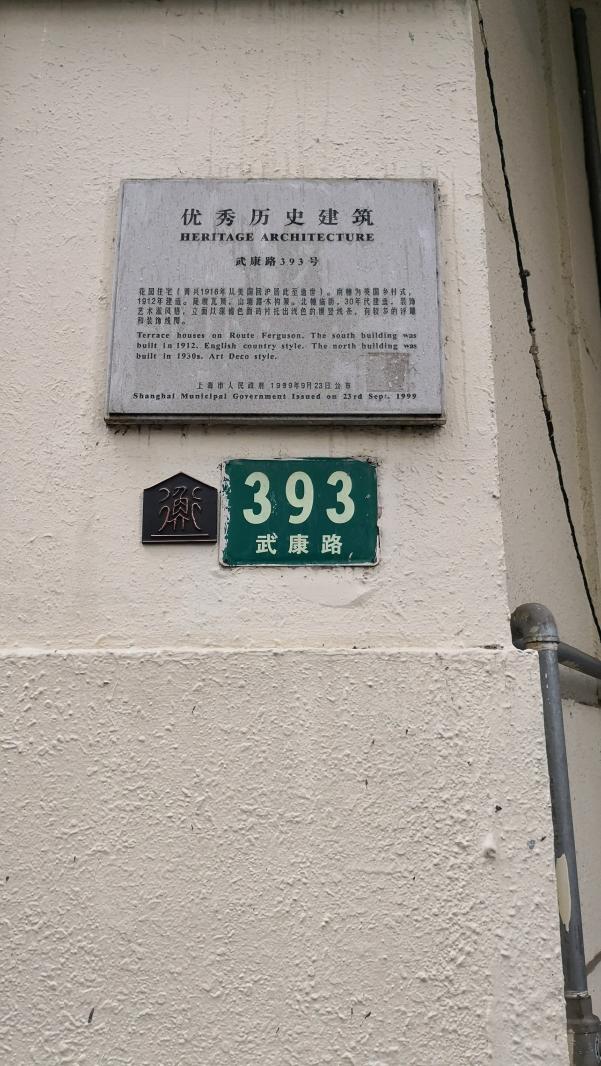 优秀历史建筑
HERITAGE ARCHITECTURE
武康路393号
花园住宅（黄兴1916年从美国回沪居此至逝世）。南幢为英国乡村式，
1912年建造。陡坡瓦顶，山墙露木构架。北幢临街，30年代建造，装饰
艺术派风格，立面以深褐色面砖衬托出浅色的横竖线条，有较多的浮雕
和装饰线脚。
Terrace houses on Route Ferguson. The south building was
built in 1912. English country style. The north building was
built in 1930s. Art Deco style.
上海市人民政府 1999年9月23日公布
Shanghai Municipal Government Issued on 23rd Sept. 1999
393
武康路